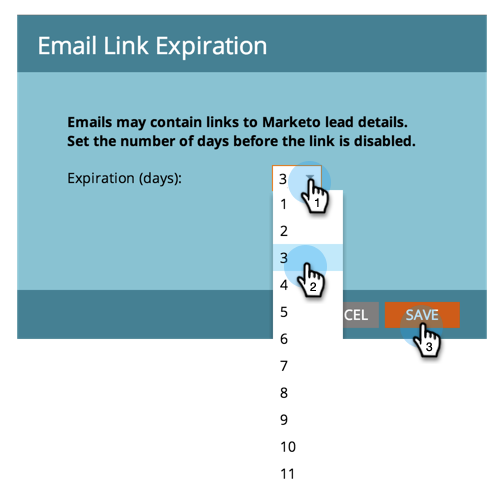 Email Link Expiration
Emails may contain links to Marketo lead details.
Set the number of days before the link is disabled.
Expiration (days):
3
1
1
2
3
2
4
5
CEL
SAVE
3
6
7
8
9
10
11